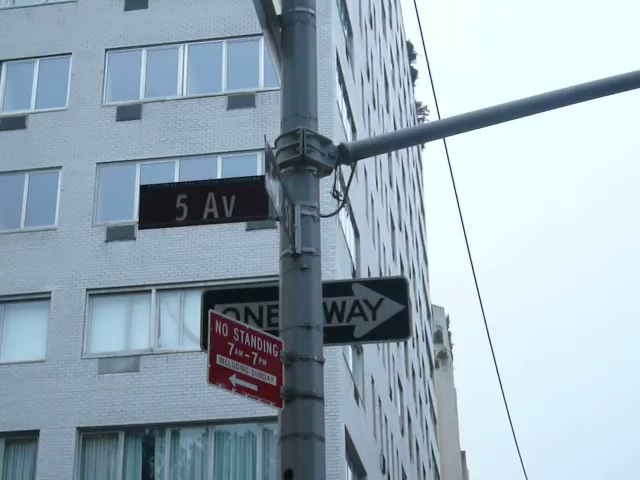 5 Av
ONE WAY
NO STANDING
7AM-7PM
INCLUDING SUNDAY